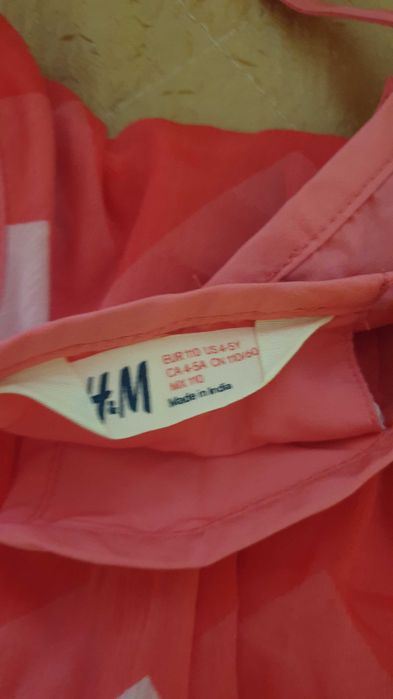 H&M
EUR 110 US 4-5Y
CA 4-5A CN 110/60
MX 110
Made in India